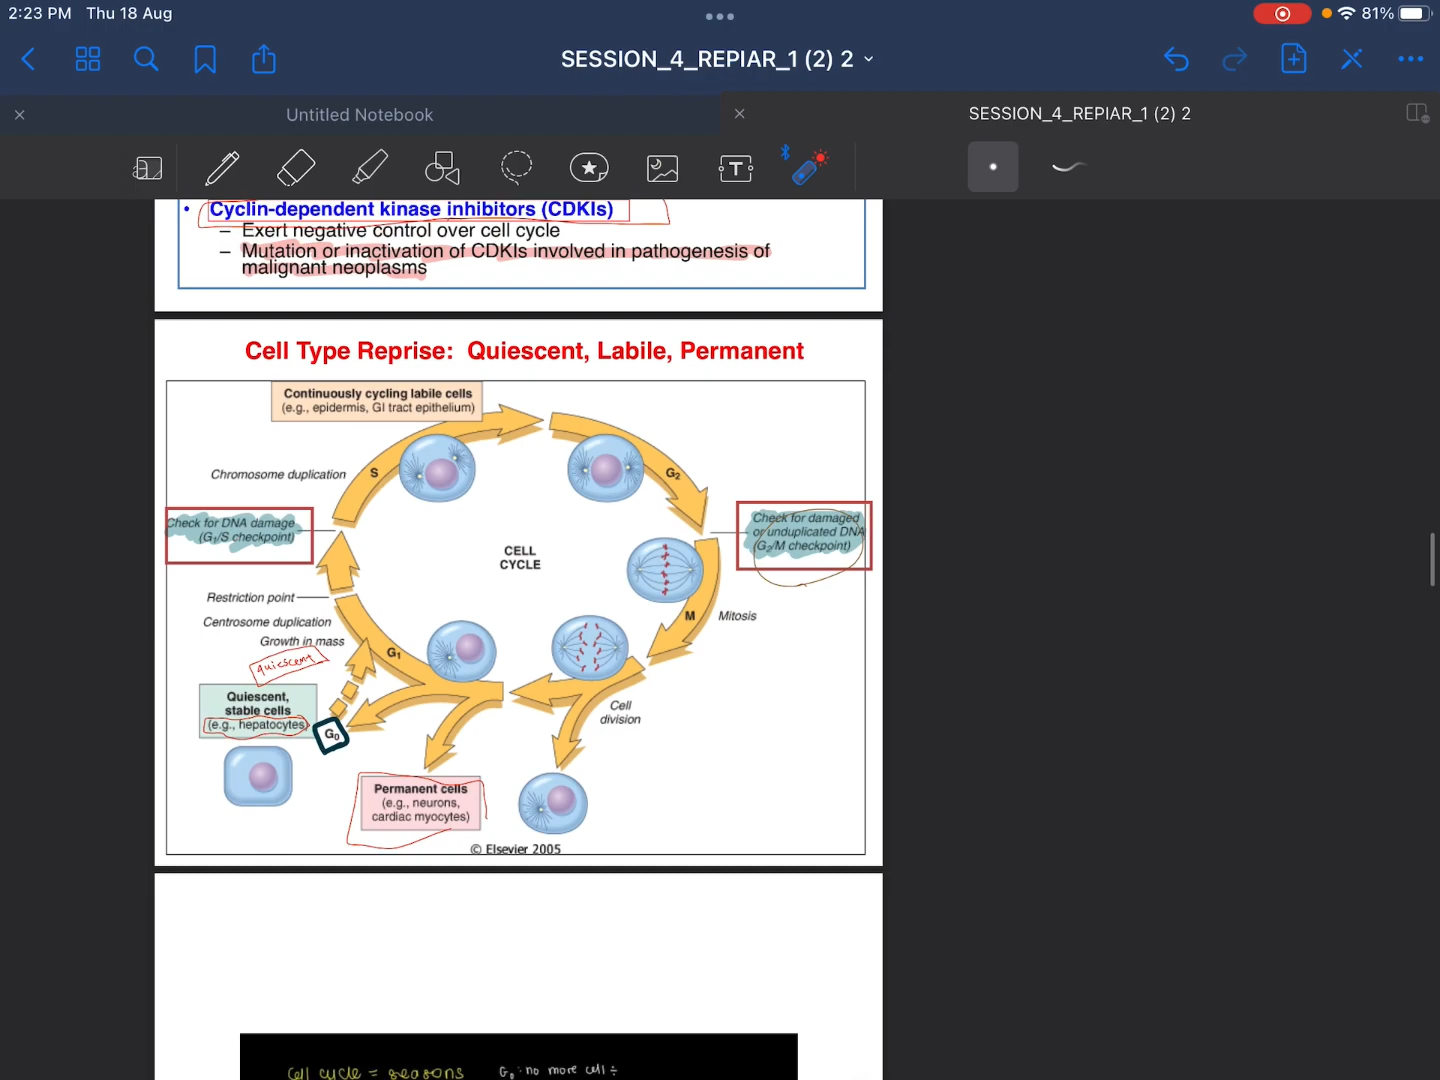 2:23 PM Thu 18 Aug
81%
SESSION_4_REPIAR_1 (2) 2
Untitled Notebook
SESSION_4_REPIAR_1 (2) 2
• Cyclin-dependent kinase inhibitors (CDKIs)
– Exert negative control over cell cycle
– Mutation or inactivation of CDKIs involved in pathogenesis of
malignant neoplasms
Cell Type Reprise: Quiescent, Labile, Permanent
Continuously cycling labile cells
(e.g., epidermis, GI tract epithelium)
Chromosome duplication
S
G2
Check for DNA damage
(G1/S checkpoint)
Check for damaged
or unduplicated DNA
(G2/M checkpoint)
CELL
CYCLE
Restriction point
Centrosome duplication
Growth in mass
M
Mitosis
quiescent
G1
Quiescent,
stable cells
(e.g., hepatocytes)
G0
Cell
division
Permanent cells
(e.g., neurons,
cardiac myocytes)
© Elsevier 2005
Cell cycle = seasons
G0: no more cell ÷